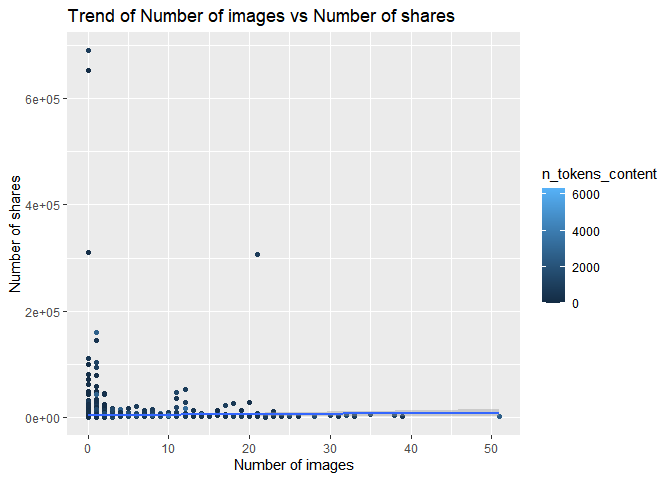 Trend of Number of images vs Number of shares
Number of shares
6e+05
4e+05
2e+05
0e+00
0 10 20 30 40 50
Number of images
n_tokens_content
6000
4000
2000
0